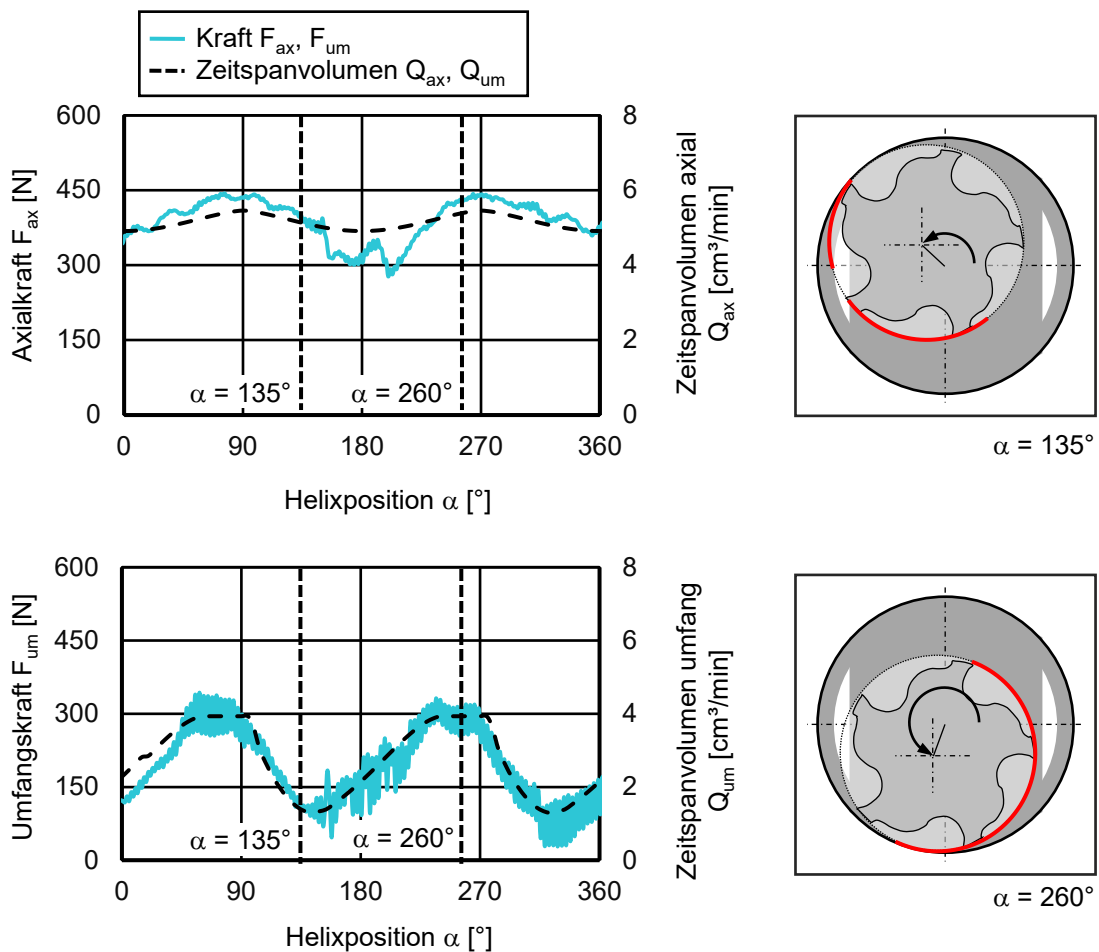 Kraft F_ax, F_um
Zeitspanvolumen Q_ax, Q_um
600
450
300
150
0
Axialkraft F_ax [N]
α = 135°
α = 260°
0
90
180
270
360
Helixposition α [°]
8
6
4
2
0
Zeitspanvolumen axial
Q_ax [cm³/min]
α = 135°
600
450
300
150
0
Umfangskraft F_um [N]
α = 135°
α = 260°
0
90
180
270
360
Helixposition α [°]
8
6
4
2
0
Zeitspanvolumen umfang
Q_um [cm³/min]
α = 260°